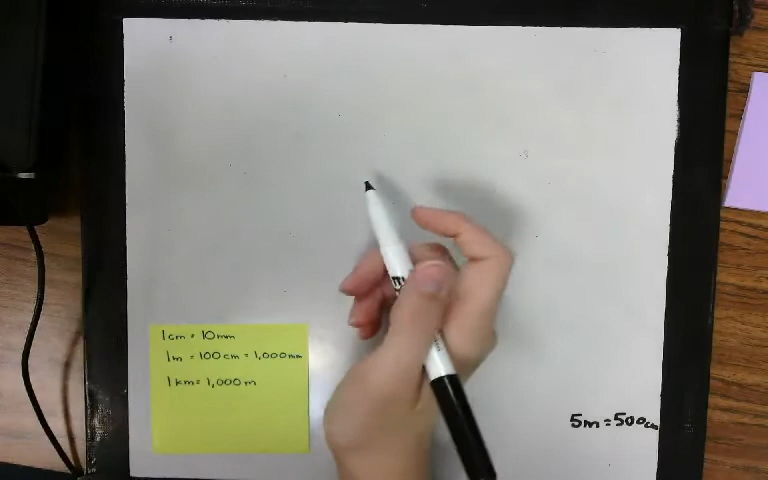 1cm = 10mm
1m = 100cm = 1,000mm
1km = 1,000m
5m = 500cm